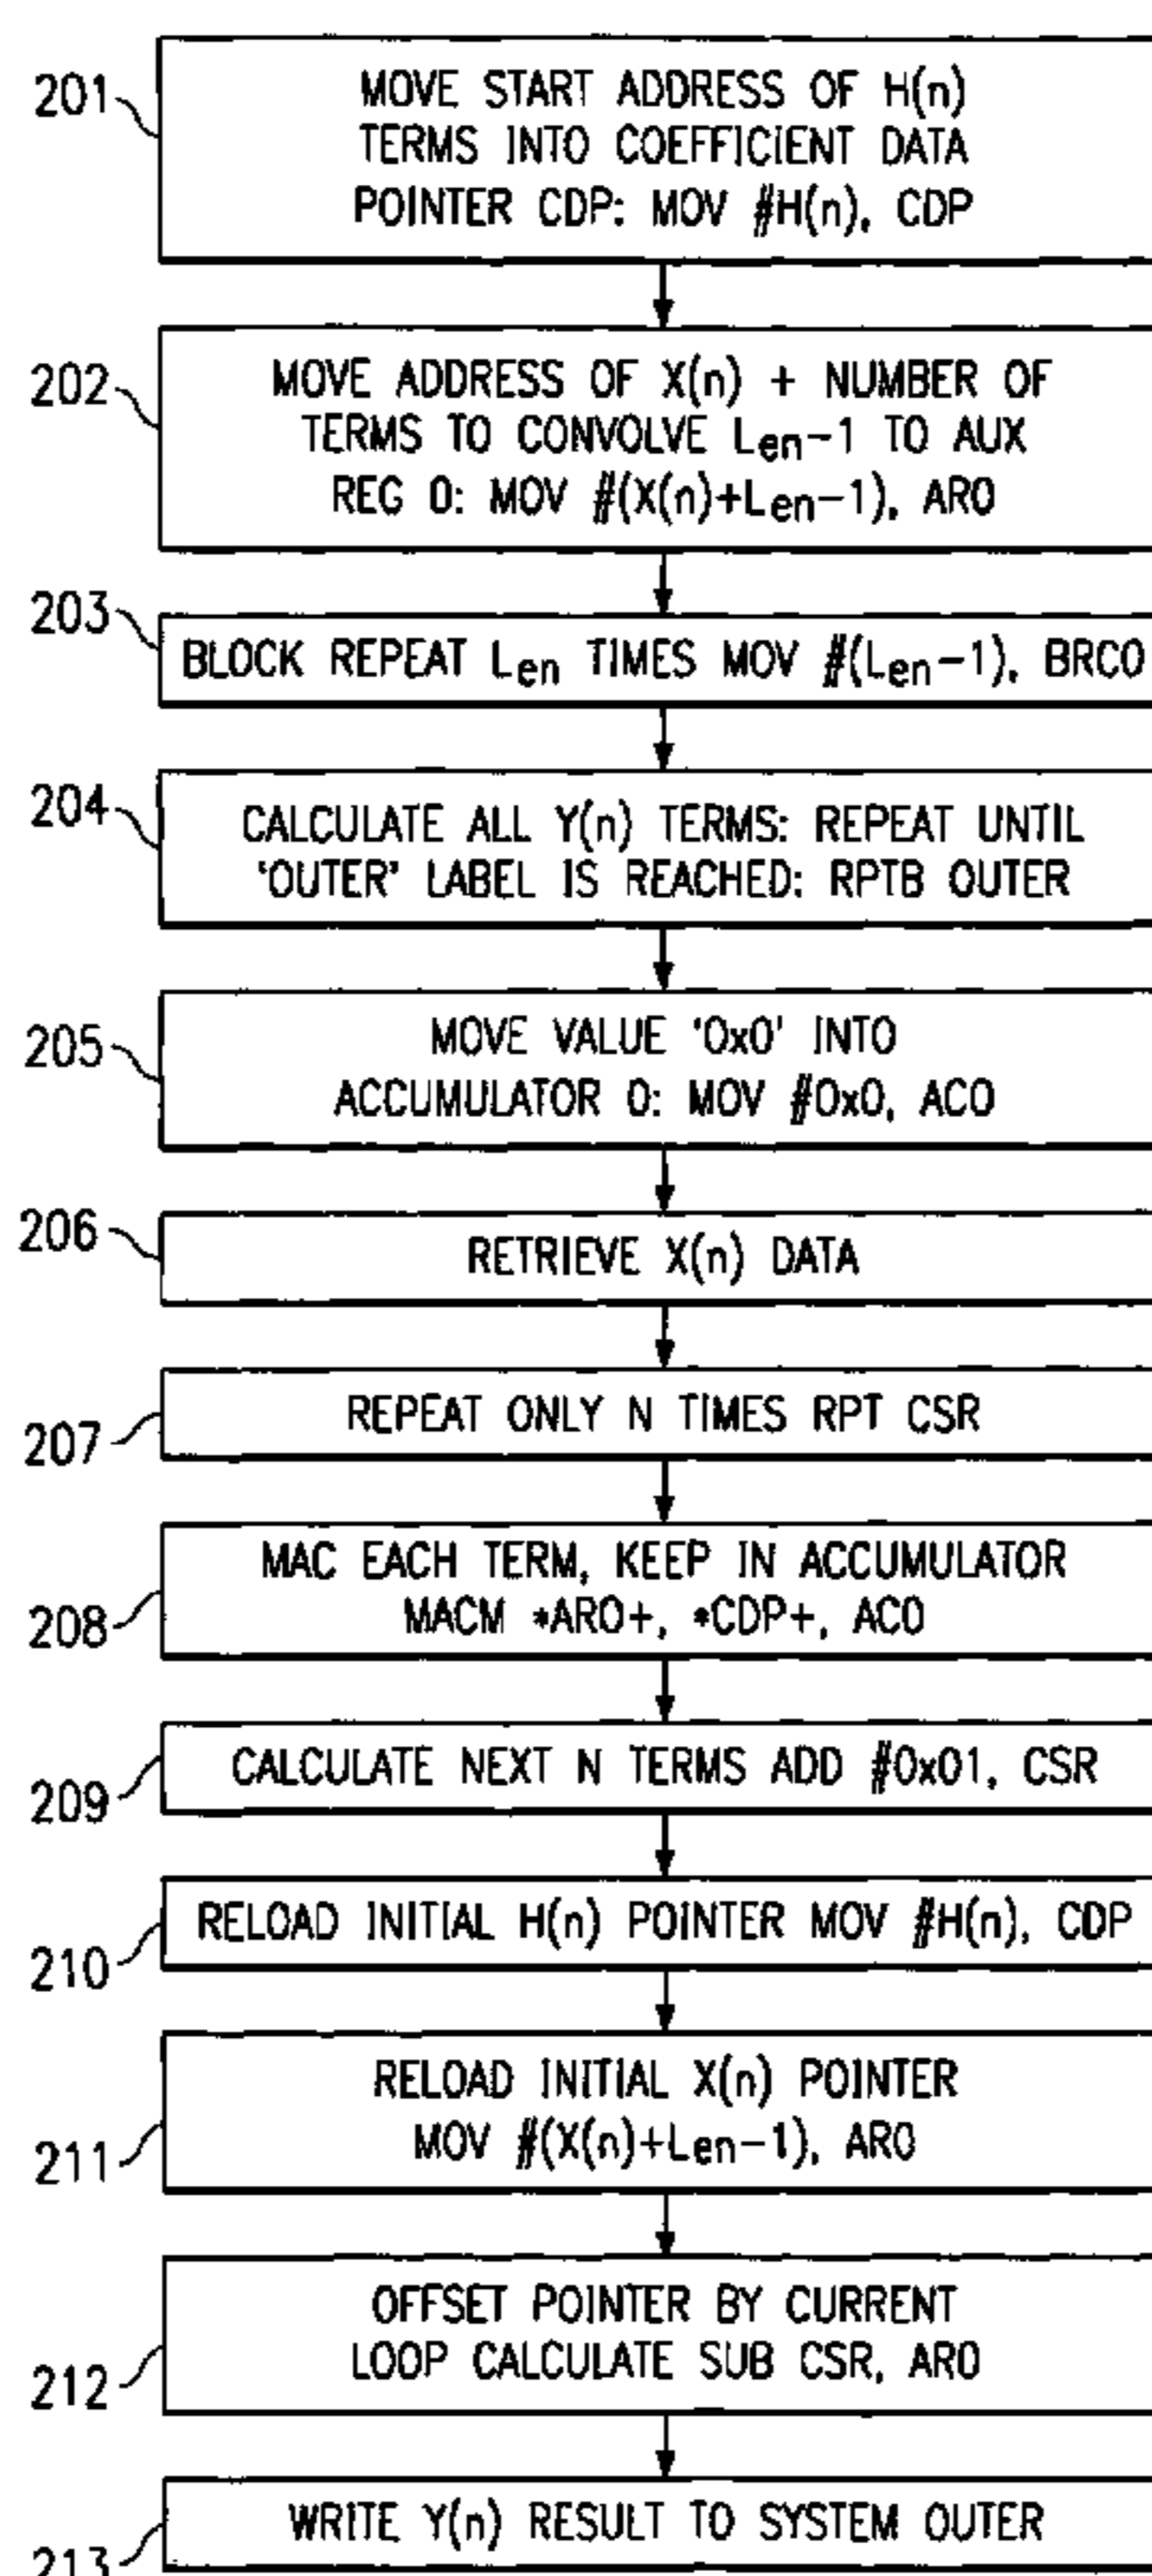 201
MOVE START ADDRESS OF H(n)
TERMS INTO COEFFICIENT DATA
POINTER CDP: MOV #H(n), CDP
202
MOVE ADDRESS OF X(n) + NUMBER OF
TERMS TO CONVOLVE Len-1 TO AUX
REG 0: MOV #(X(n)+Len-1), AR0
203
BLOCK REPEAT Len TIMES MOV #(Len-1), BRC0
204
CALCULATE ALL Y(n) TERMS: REPEAT UNTIL
'OUTER' LABEL IS REACHED: RPTB OUTER
205
MOVE VALUE '0x0' INTO
ACCUMULATOR 0: MOV #0x0, AC0
206
RETRIEVE X(n) DATA
207
REPEAT ONLY N TIMES RPT CSR
208
MAC EACH TERM, KEEP IN ACCUMULATOR
MACM *AR0+, *CDP+, AC0
209
CALCULATE NEXT N TERMS ADD #0x01, CSR
210
RELOAD INITIAL H(n) POINTER MOV #H(n), CDP
211
RELOAD INITIAL X(n) POINTER
MOV #(X(n)+Len-1), AR0
212
OFFSET POINTER BY CURRENT
LOOP CALCULATE SUB CSR, AR0
213
WRITE Y(n) RESULT TO SYSTEM OUTER